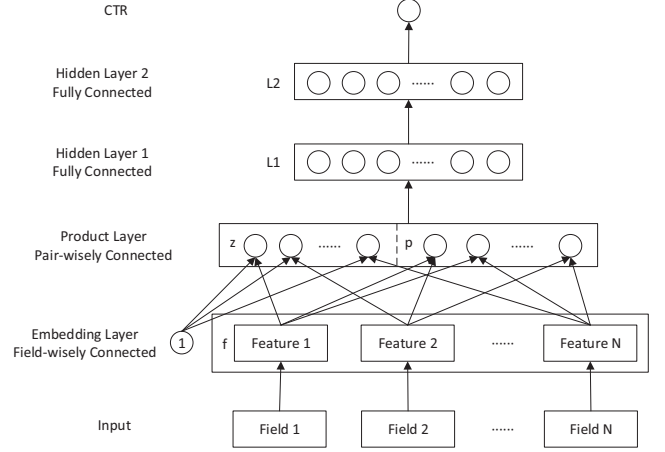 CTR
Hidden Layer 2
Fully Connected
L2
......
Hidden Layer 1
Fully Connected
L1
......
Product Layer
Pair-wisely Connected
z
......
p
......
Embedding Layer
Field-wisely Connected
1
f
Feature 1
Feature 2
......
Feature N
Input
Field 1
Field 2
......
Field N